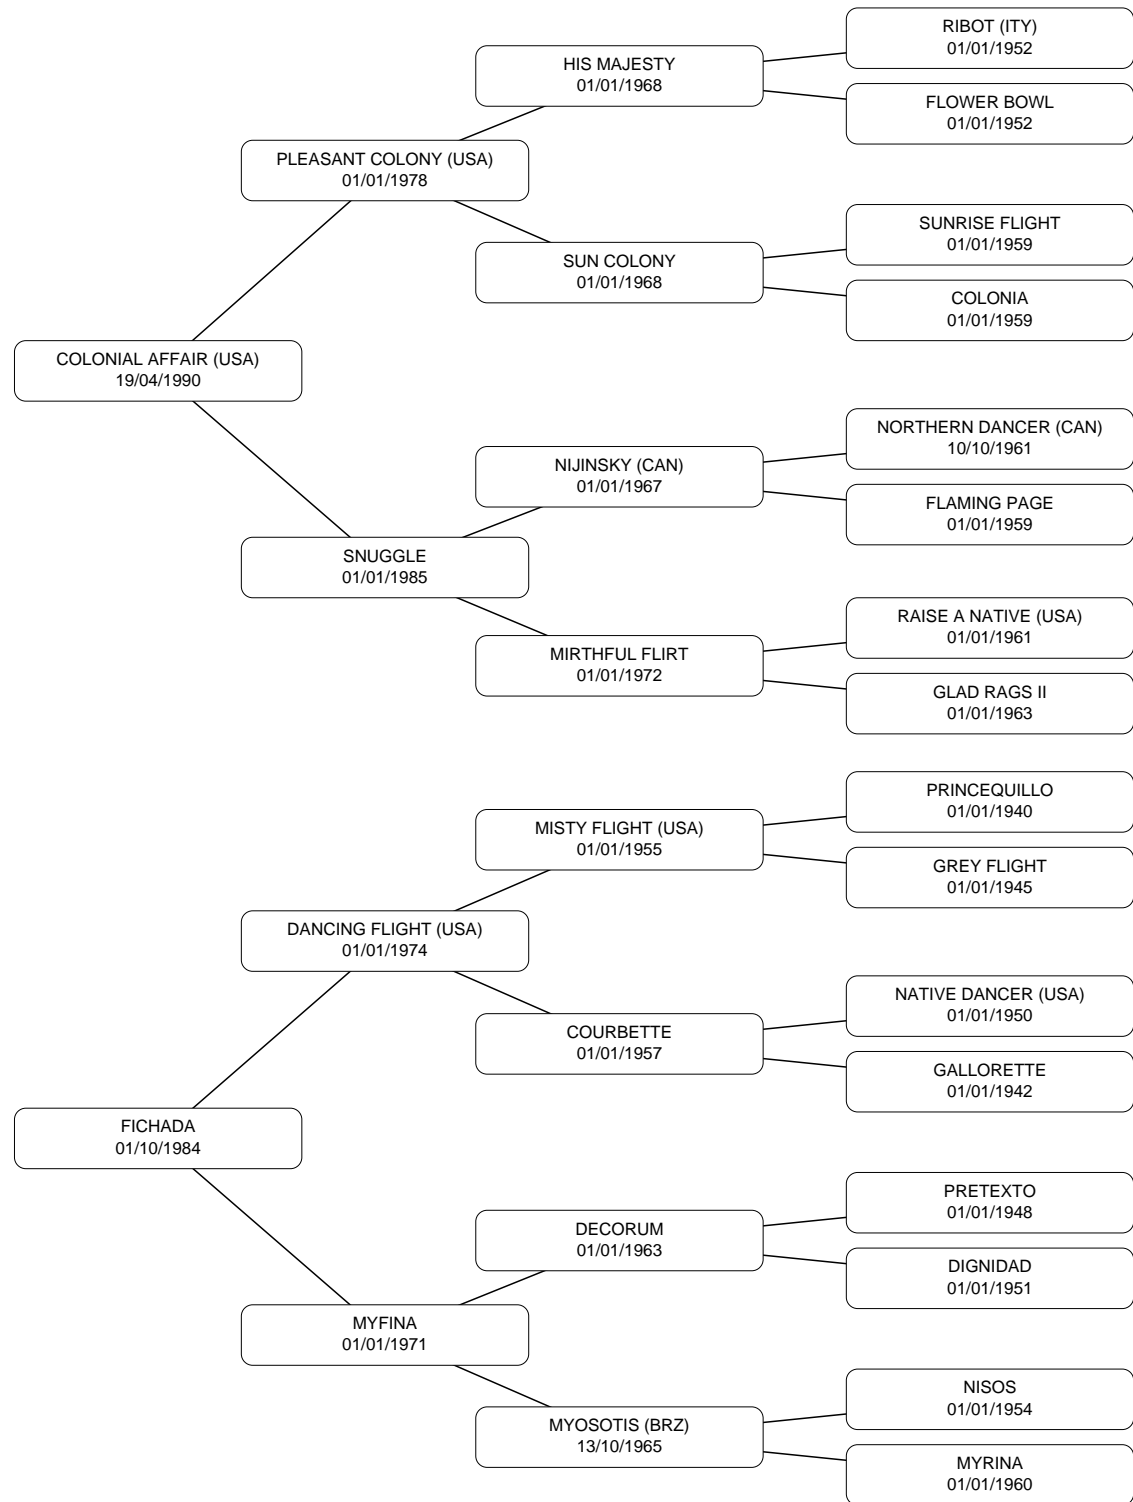 RIBOT (ITY)
01/01/1952
HIS MAJESTY
01/01/1968
FLOWER BOWL
01/01/1952
PLEASANT COLONY (USA)
01/01/1978
SUNRISE FLIGHT
01/01/1959
SUN COLONY
01/01/1968
COLONIA
01/01/1959
COLONIAL AFFAIR (USA)
19/04/1990
NORTHERN DANCER (CAN)
10/10/1961
NIJINSKY (CAN)
01/01/1967
FLAMING PAGE
01/01/1959
SNUGGLE
01/01/1985
RAISE A NATIVE (USA)
01/01/1961
MIRTHFUL FLIRT
01/01/1972
GLAD RAGS II
01/01/1963
PRINCEQUILLO
01/01/1940
MISTY FLIGHT (USA)
01/01/1955
GREY FLIGHT
01/01/1945
DANCING FLIGHT (USA)
01/01/1974
NATIVE DANCER (USA)
01/01/1950
COURBETTE
01/01/1957
GALLORETTE
01/01/1942
FICHADA
01/10/1984
PRETEXTO
01/01/1948
DECORUM
01/01/1963
DIGNIDAD
01/01/1951
MYFINA
01/01/1971
NISOS
01/01/1954
MYOSOTIS (BRZ)
13/10/1965
MYRINA
01/01/1960